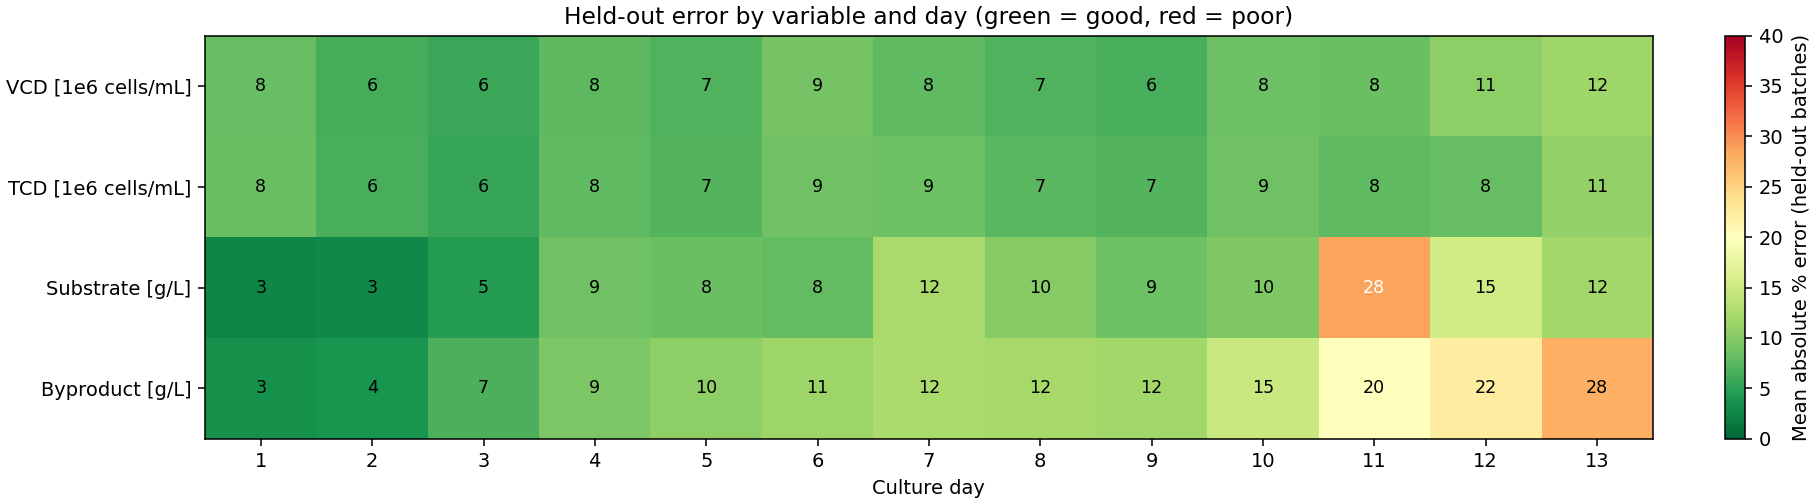 Held-out error by variable and day (green = good, red = poor)
VCD [1e6 cells/mL] 8 6 6 8 7 9 8 7 6 8 8 11 12
TCD [1e6 cells/mL] 8 6 6 8 7 9 9 7 7 9 8 8 11
Substrate [g/L] 3 3 5 9 8 8 12 10 9 10 28 15 12
Byproduct [g/L] 3 4 7 9 10 11 12 12 12 15 20 22 28
1 2 3 4 5 6 7 8 9 10 11 12 13
Culture day
40
35
30
25
20
15
10
5
0
Mean absolute % error (held-out batches)